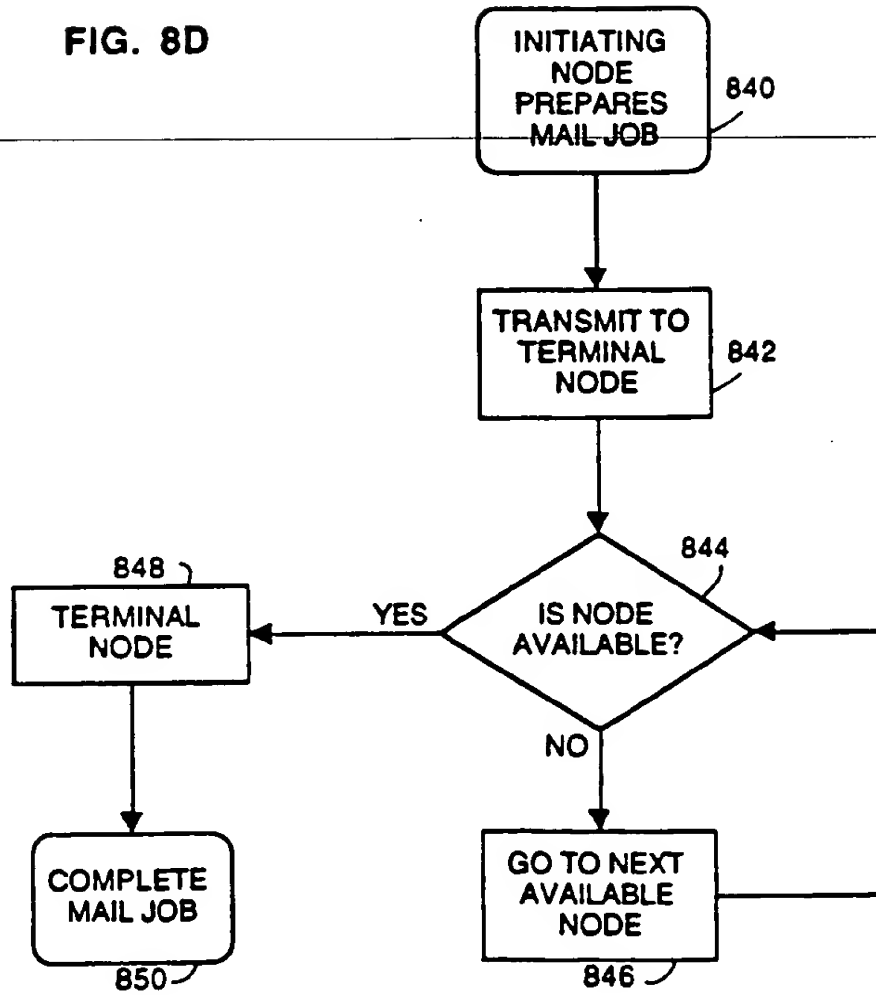 FIG. 8D
INITIATING
NODE
PREPARES
MAIL JOB
840
TRANSMIT TO
TERMINAL
NODE
842
844
IS NODE
AVAILABLE?
YES
NO
848
TERMINAL
NODE
GO TO NEXT
AVAILABLE
NODE
846
COMPLETE
MAIL JOB
850